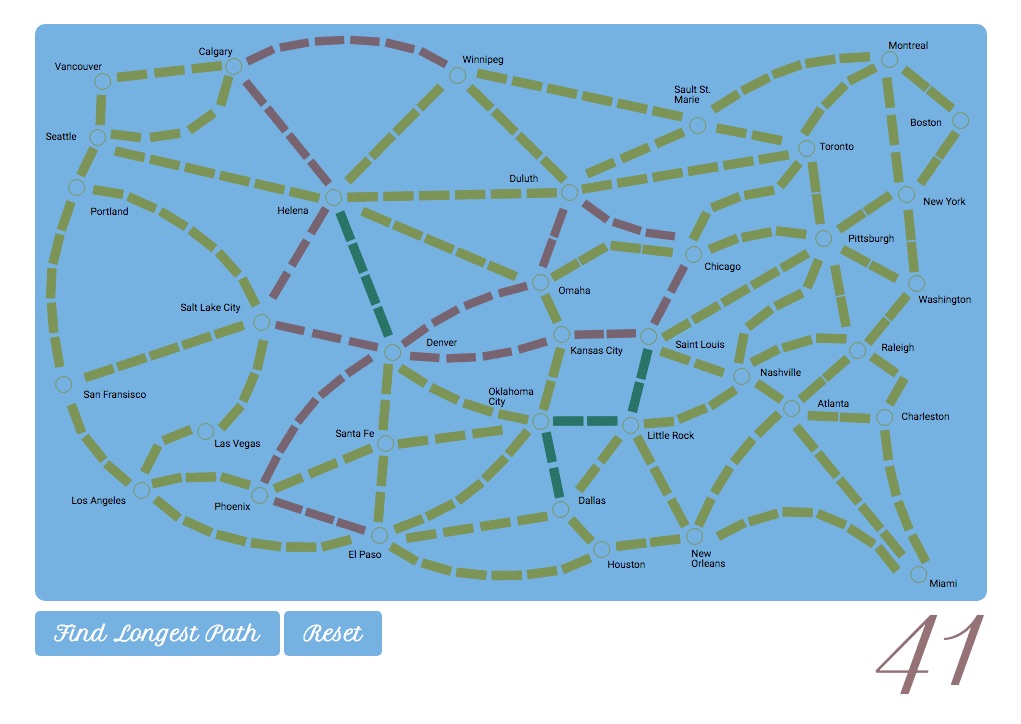 Montreal
Calgary
Winnipeg
Vancouver
Sault St.
Marie
Boston
Seattle
Toronto
Duluth
New York
Portland
Helena
Pittsburgh
Chicago
Omaha
Washington
Salt Lake City
Denver
Saint Louis
Kansas City
Raleigh
Nashville
San Fransisco
Oklahoma
City
Atlanta
Charleston
Santa Fe
Little Rock
Las Vegas
Los Angeles
Dallas
Phoenix
El Paso
New
Orleans
Houston
Miami
Find Longest Path
Reset
41